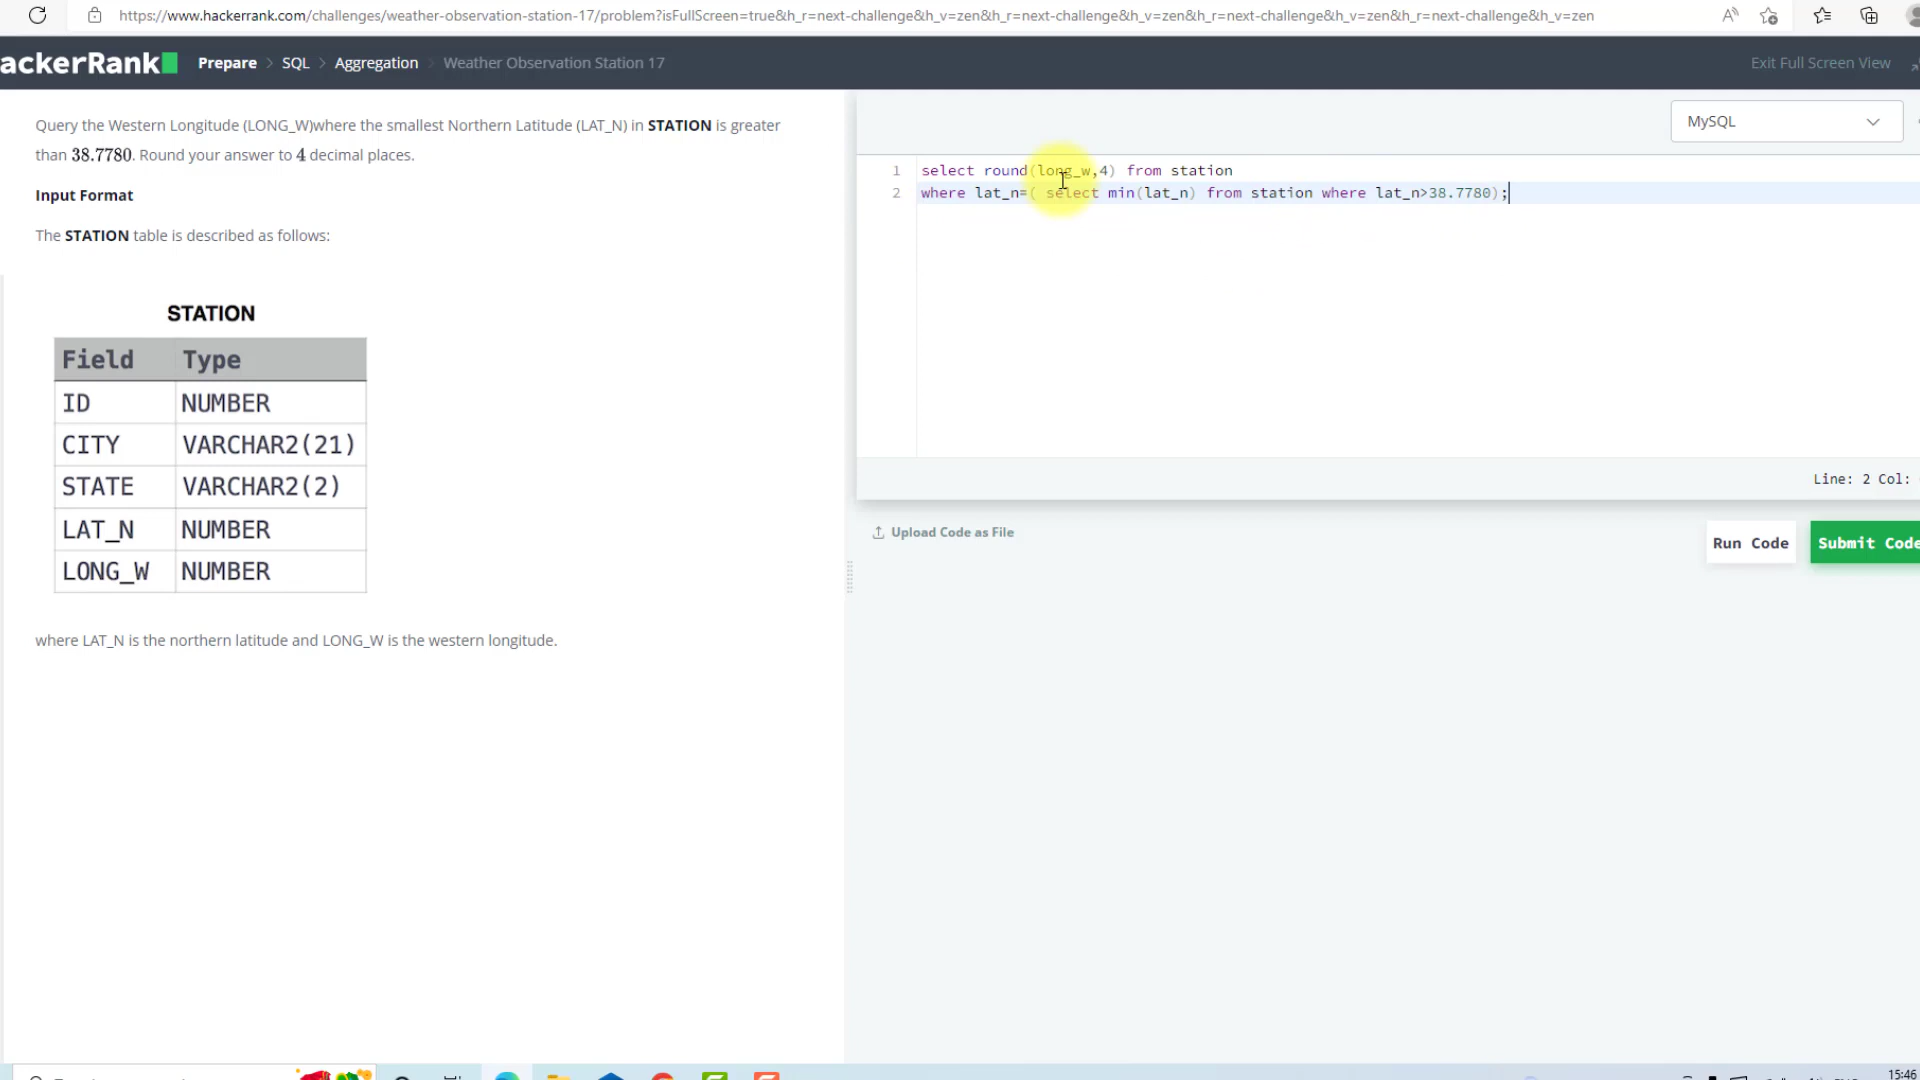 https://www.hackerrank.com/challenges/weather-observation-station-17/problem?isFullScreen=true&h_r=next-challenge&h_v=zen&h_r=next-challenge&h_v=zen&h_r=next-challenge&h_v=zen&h_r=next-challenge&h_v=zen
ackerRank Prepare > SQL > Aggregation > Weather Observation Station 17
Exit Full Screen View
Query the Western Longitude (LONG_W)where the smallest Northern Latitude (LAT_N) in STATION is greater
than 38.7780. Round your answer to 4 decimal places.
Input Format
The STATION table is described as follows:
STATION
Field Type
ID NUMBER
CITY VARCHAR2(21)
STATE VARCHAR2(2)
LAT_N NUMBER
LONG_W NUMBER
where LAT_N is the northern latitude and LONG_W is the western longitude.
MySQL
1 select round(long_w,4) from station
2 where lat_n=( select min(lat_n) from station where lat_n>38.7780);
Line: 2 Col:
Upload Code as File
Run Code
Submit Code
15:46